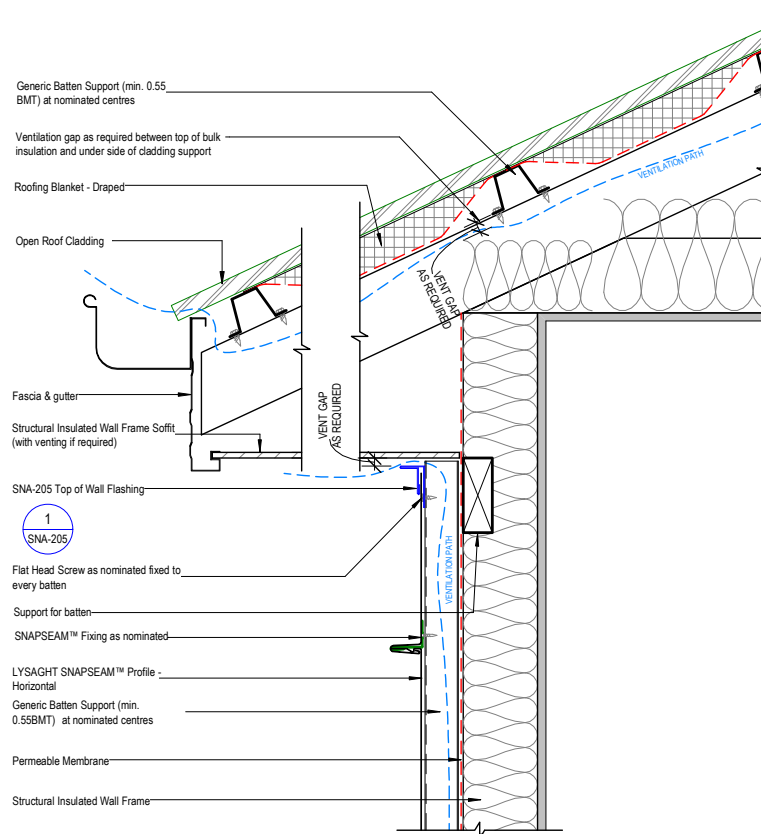 Generic Batten Support (min. 0.55
BMT) at nominated centres
Ventilation gap as required between top of bulk
insulation and under side of cladding support
Roofing Blanket - Draped
Open Roof Cladding
VENTILATION PATH
VENT GAP
AS REQUIRED
VENT GAP
AS REQUIRED
Fascia & gutter
Structural Insulated Wall Frame Soffit
(with venting if required)
SNA-205 Top of Wall Flashing
1
SNA-205
Flat Head Screw as nominated fixed to
every batten
VENTILATION PATH
Support for batten
SNAPSEAM™ Fixing as nominated
LYSAGHT SNAPSEAM™ Profile -
Horizontal
Generic Batten Support (min.
0.55BMT) at nominated centres
Permeable Membrane
Structural Insulated Wall Frame